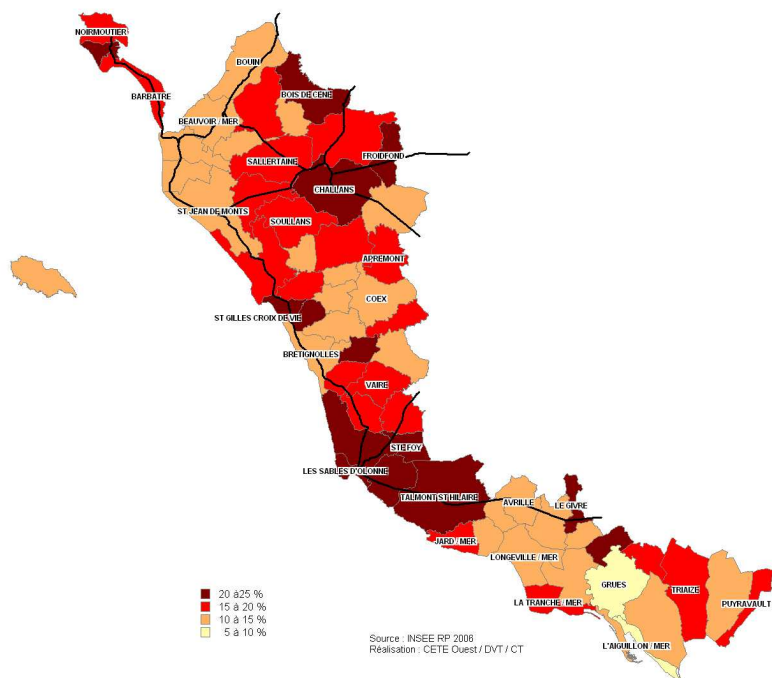 NOIRMOUTIER
BOUIN
BARBATRE
BOIS DE CENE
BEAUVOIR / MER
FROIDFOND
SALLERTAINE
CHALLANS
ST JEAN DE MONTS
SOULLANS
APREMONT
COEX
ST GILLES CROIX DE VIE
BRETIGNOLLES
VAIRE
STE FOY
LES SABLES D'OLONNE
TALMONT ST HILAIRE
AVRILLE
LE GIVRE
JARD / MER
LONGEVILLE / MER
GRUES
TRIAIZE
PUYRAVAULT
LA TRANCHE / MER
L'AIGUILLON / MER
20 à25 %
15 à 20 %
10 à 15 %
5 à 10 %
Source : INSEE RP 2006
Réalisation : CETE Ouest / DVT / CT